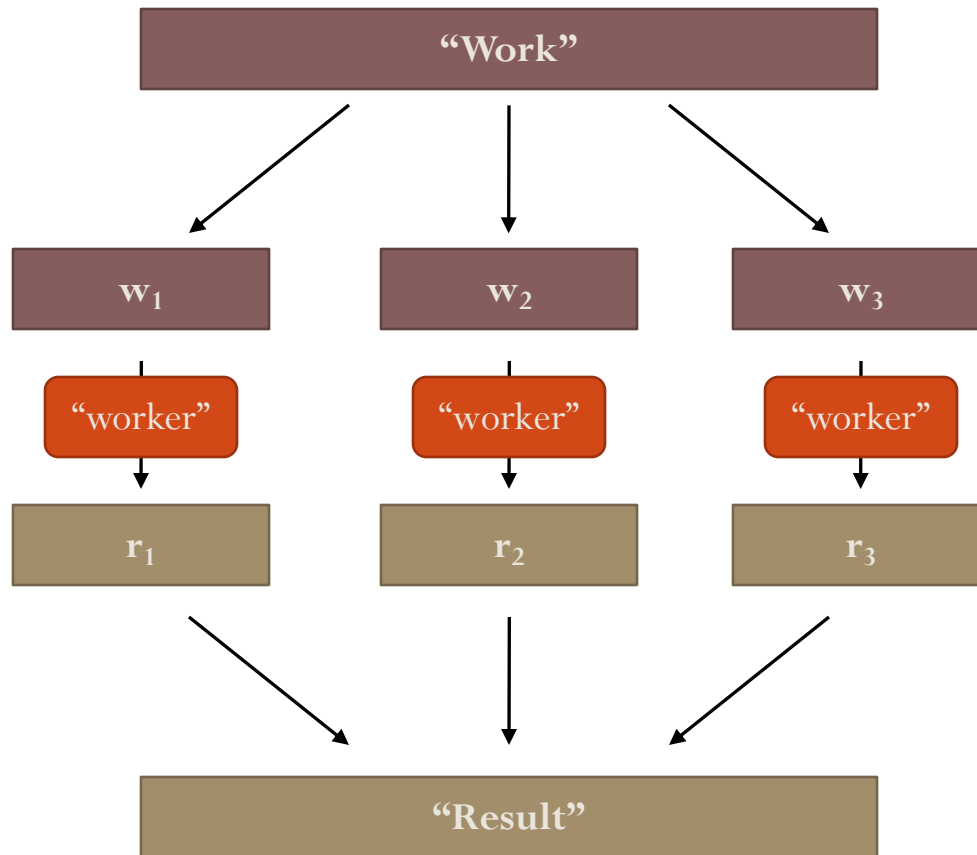 “Work”
w₁ w₂ w₃
“worker” “worker” “worker”
r₁ r₂ r₃
“Result”